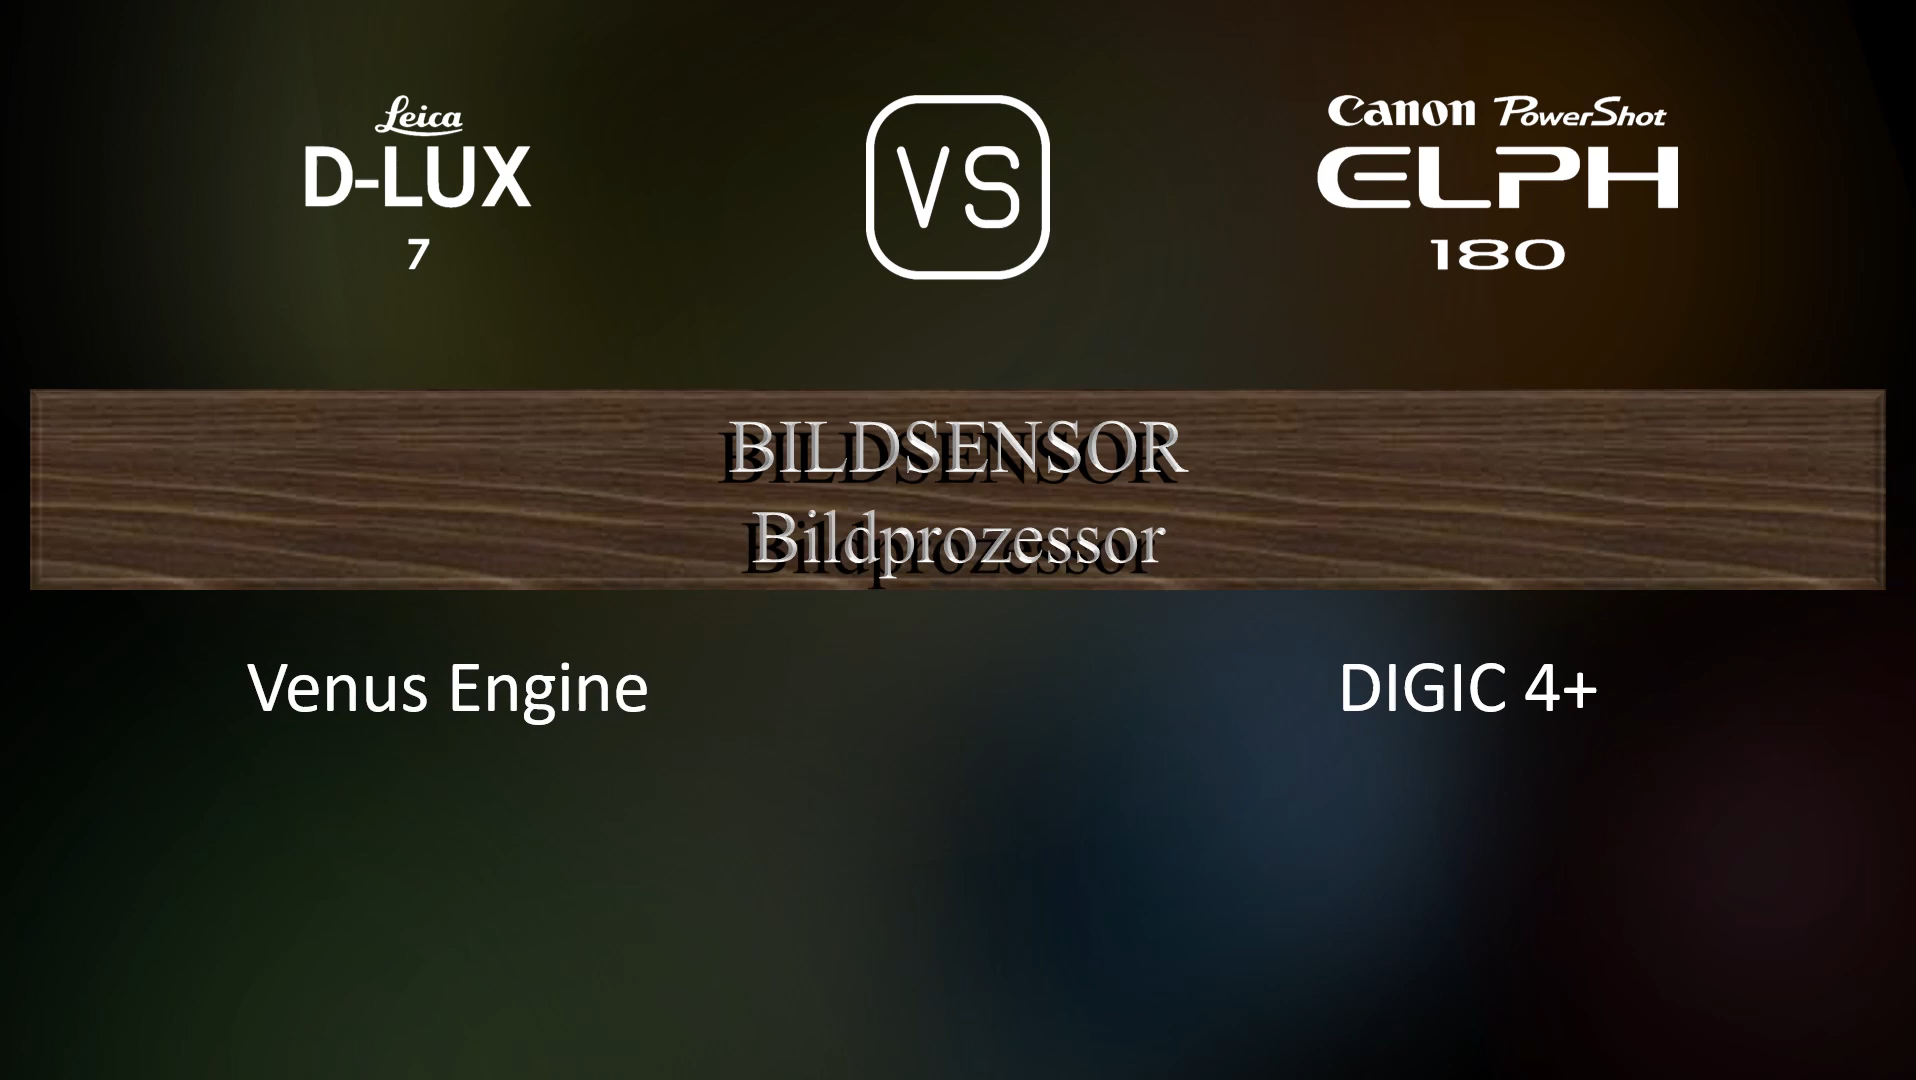 Leica
D-LUX
7
VS
Canon PowerShot
ELPH
180
BILDSENSOR
Bildprozessor
Venus Engine
DIGIC 4+